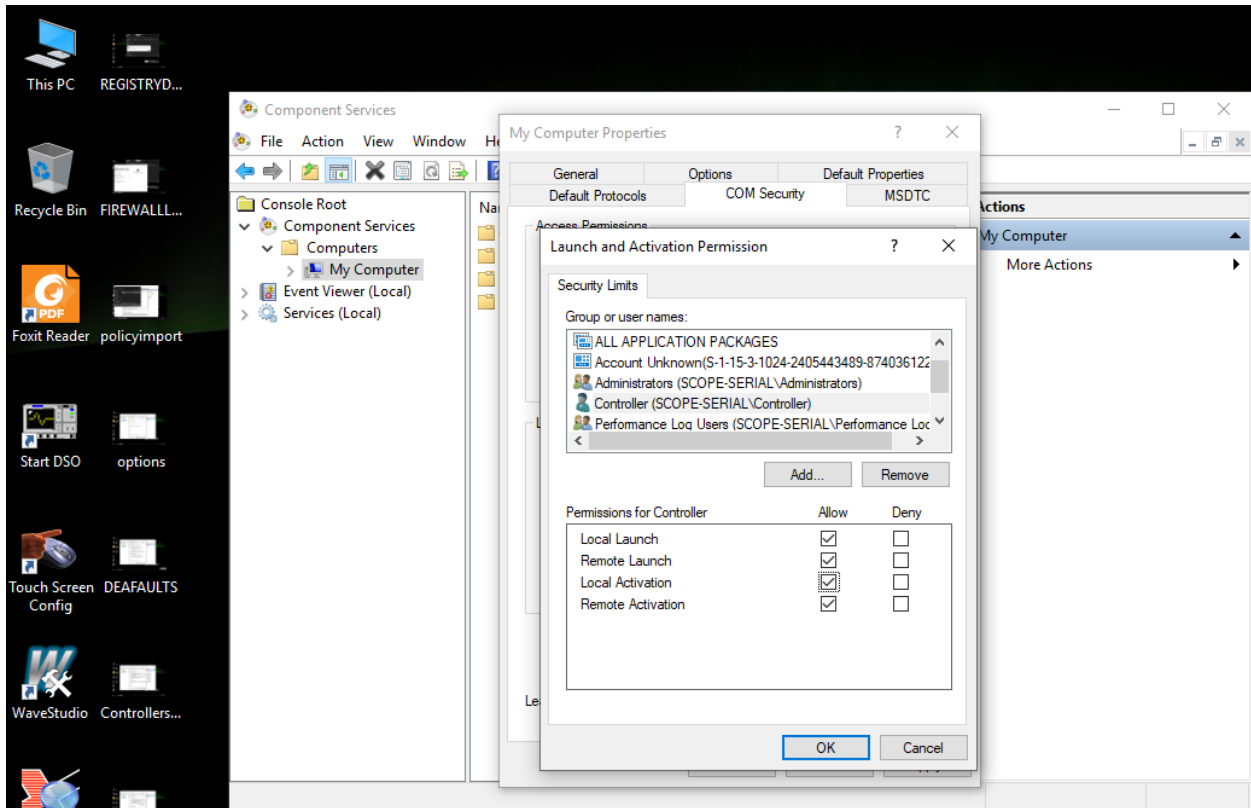 This PC
REGISTRYD...
Recycle Bin
FIREWALLL...
PDF
Foxit Reader
policyimport
Start DSO
options
Touch Screen Config
DEAFAULTS
WaveStudio
Controllers...
Component Services
File Action View Window He
Console Root
Component Services
Computers
My Computer
Event Viewer (Local)
Services (Local)
Na
Actions
My Computer
More Actions
My Computer Properties
General Options Default Properties
Default Protocols COM Security MSDTC
Access Permissions
L
Le
Launch and Activation Permission
Security Limits
Group or user names:
ALL APPLICATION PACKAGES
Account Unknown(S-1-15-3-1024-2405443489-874036122
Administrators (SCOPE-SERIAL\Administrators)
Controller (SCOPE-SERIAL\Controller)
Performance Log Users (SCOPE-SERIAL\Performance Log
Add... Remove
Permissions for Controller Allow Deny
Local Launch
Remote Launch
Local Activation
Remote Activation
OK Cancel